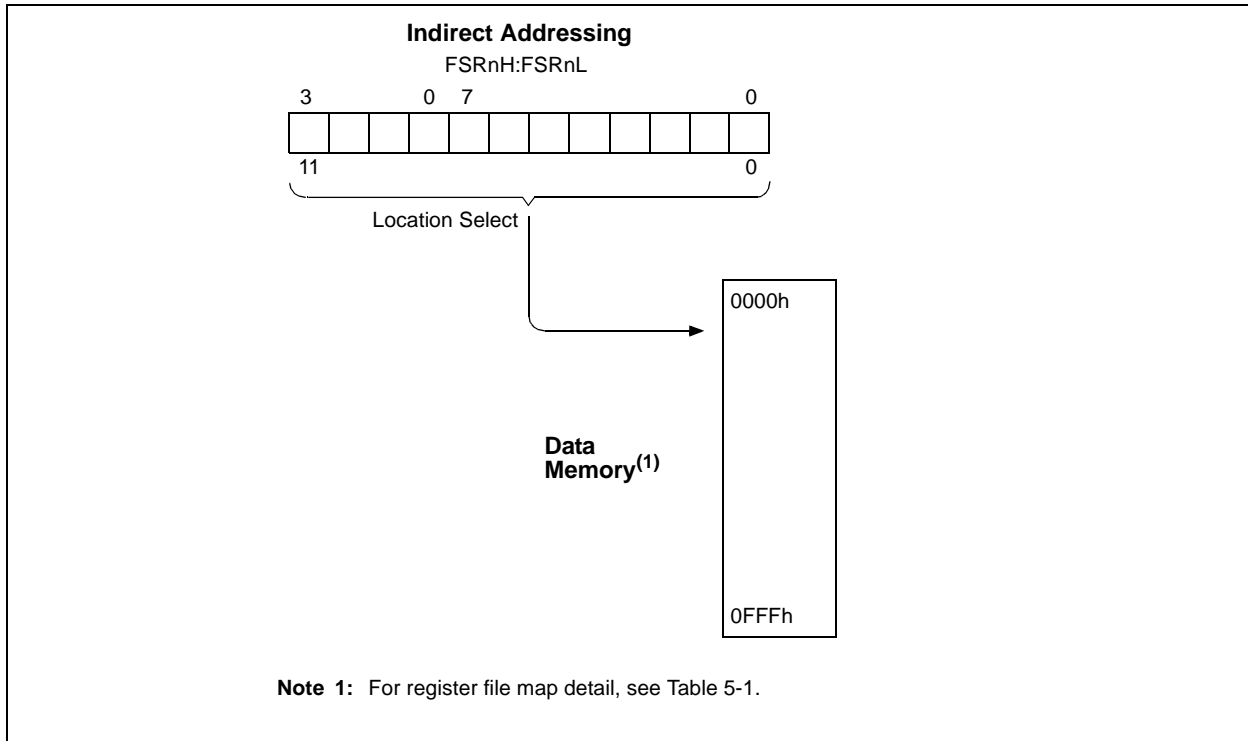 Indirect Addressing
FSRnH:FSRnL
3 0 7 0
11 0
Location Select
0000h
Data
Memory(1)
0FFFh
Note 1: For register file map detail, see Table 5-1.